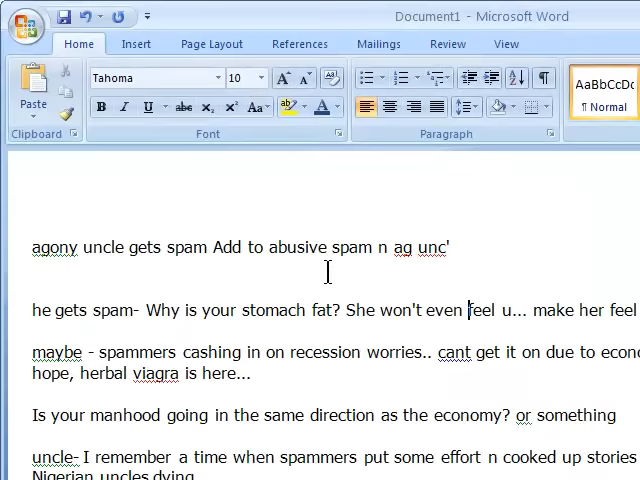 Document1 - Microsoft Word
Home Insert Page Layout References Mailings Review View
Tahoma 10
Paste
AaBbCcDc
¶ Normal
Clipboard Font Paragraph
agony uncle gets spam Add to abusive spam n ag unc'
he gets spam- Why is your stomach fat? She won't even feel u... make her feel
maybe - spammers cashing in on recession worries.. cant get it on due to econo
hope, herbal viagra is here...
Is your manhood going in the same direction as the economy? or something
uncle- I remember a time when spammers put some effort n cooked up stories
Nigerian uncles dying